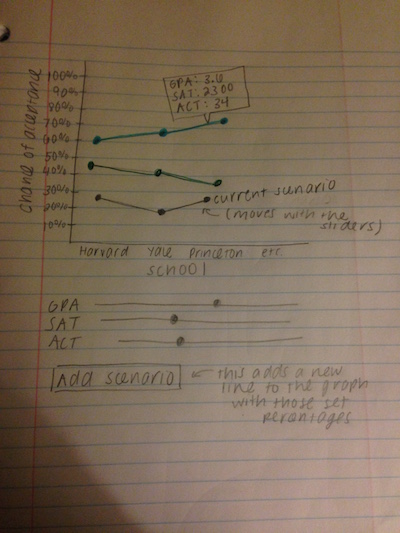 chance of acceptance
100%
90%
80%
70%
60%
50%
40%
30%
20%
10%
GPA: 3.6
SAT: 2300
ACT: 34
current scenario
(moves with the
sliders)
Harvard Yale Princeton etc.
school
GPA
SAT
ACT
Add scenario
this adds a new
line to the graph
with those set
percentages